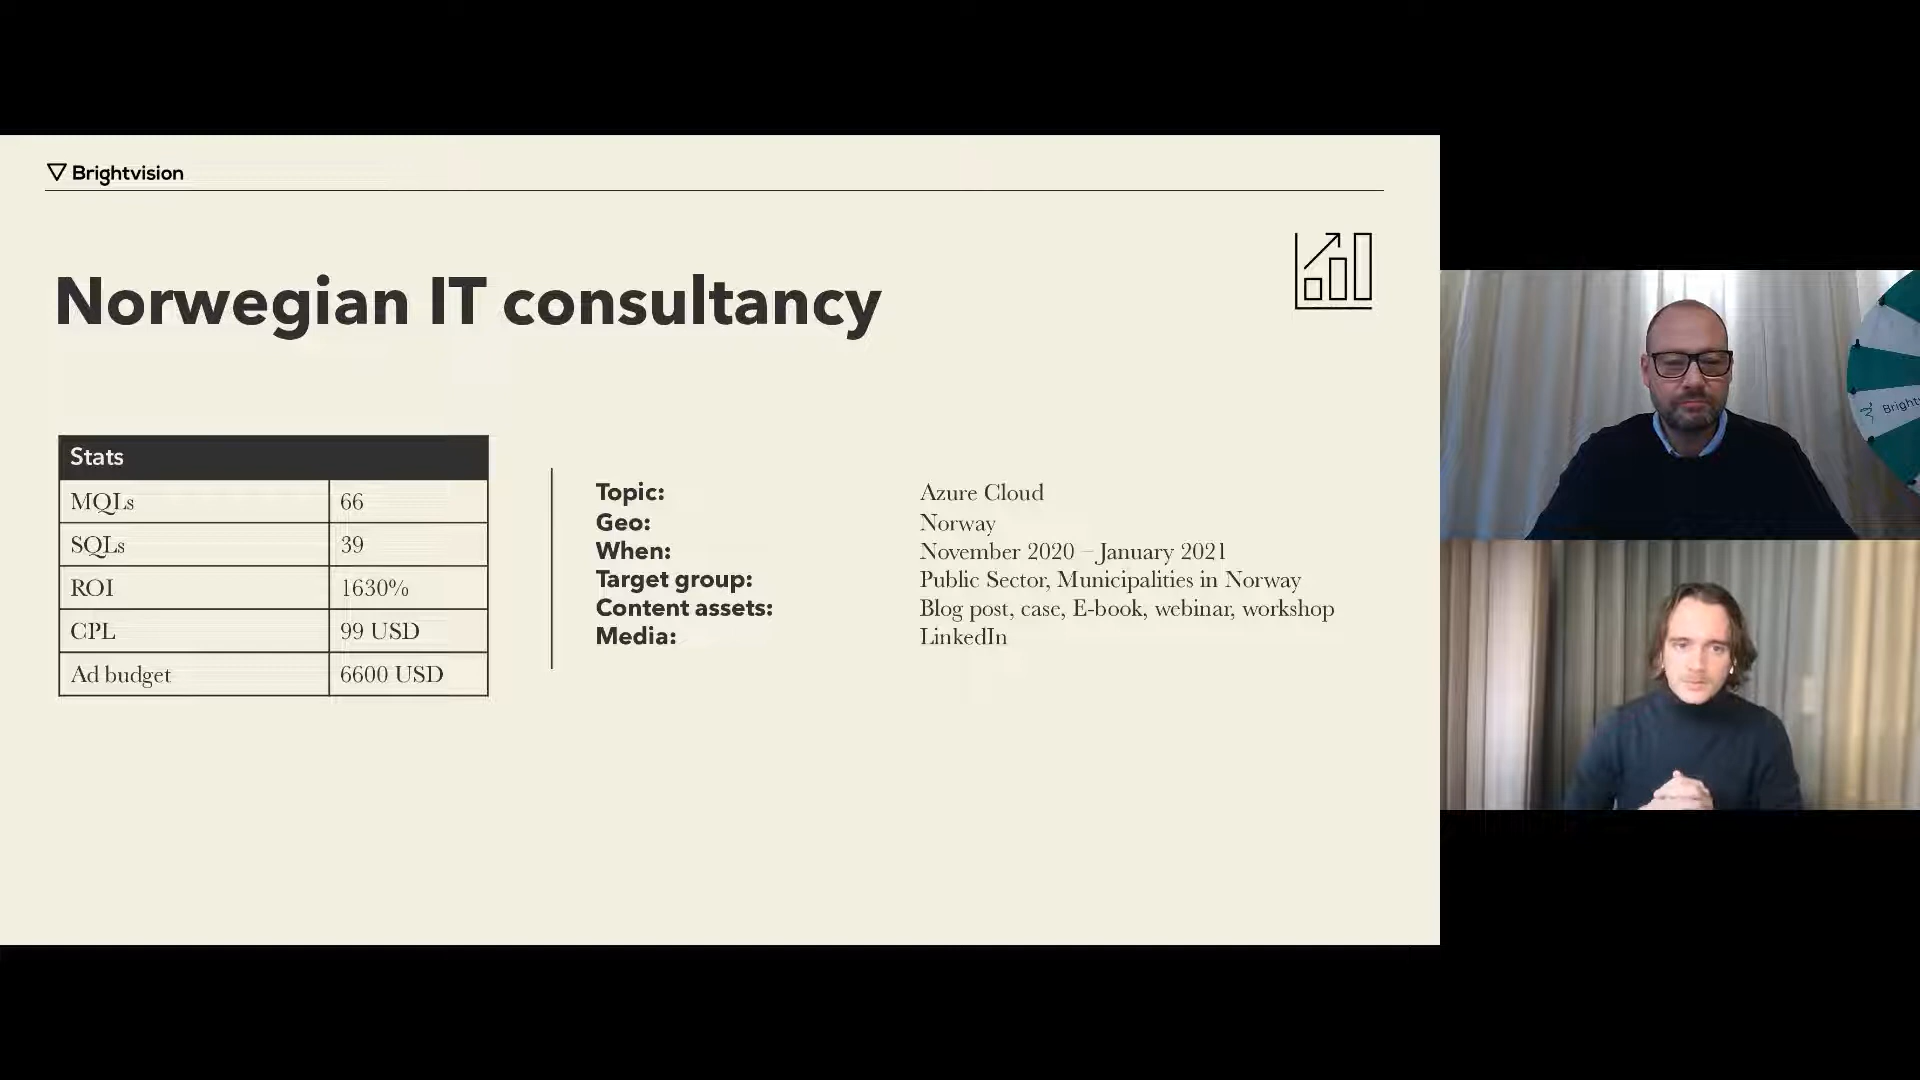 Brightvision
Norwegian IT consultancy
Stats
MQLs 66
SQLs 39
ROI 1630%
CPL 99 USD
Ad budget 6600 USD
Topic: Azure Cloud
Geo: Norway
When: November 2020 – January 2021
Target group: Public Sector, Municipalities in Norway
Content assets: Blog post, case, E-book, webinar, workshop
Media: LinkedIn
Bright